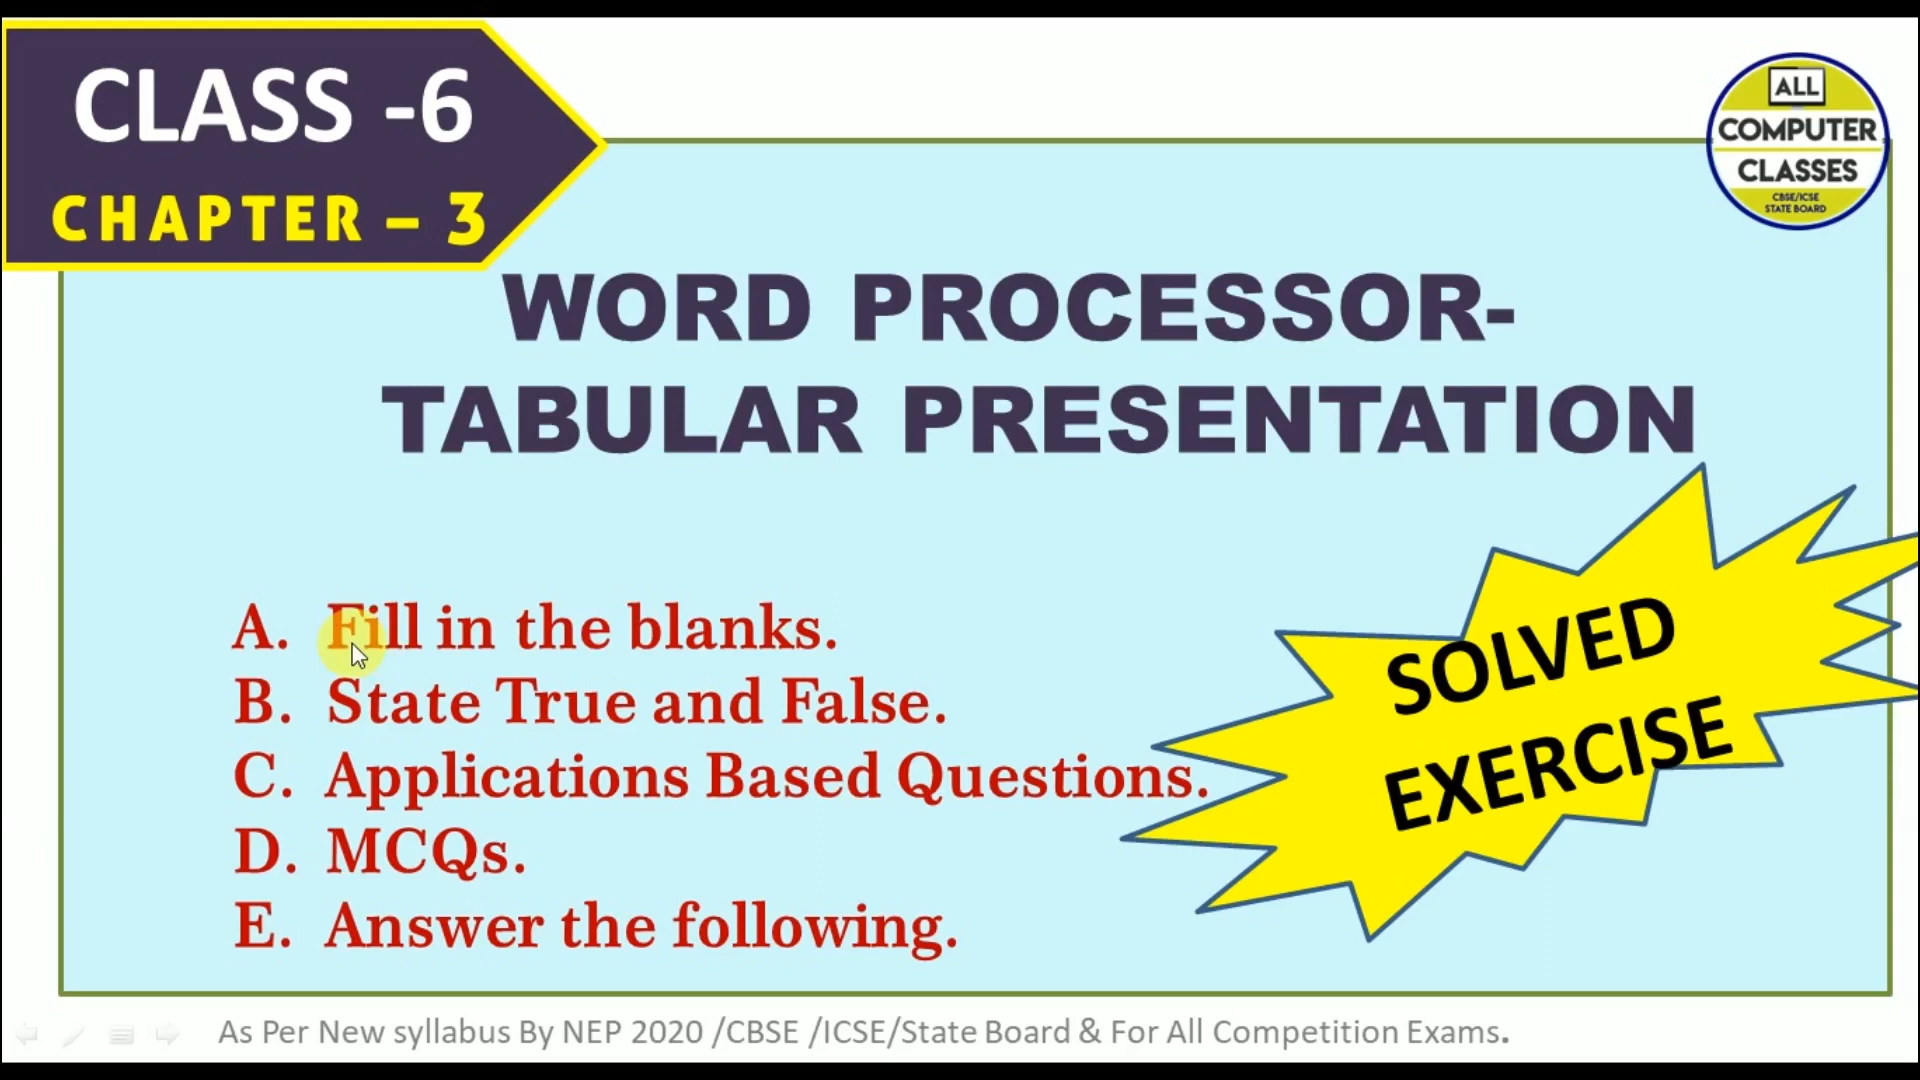 CLASS -6
CHAPTER – 3
ALL
COMPUTER
CLASSES
CBSE/ICSE
STATE BOARD
WORD PROCESSOR-
TABULAR PRESENTATION
A. Fill in the blanks.
B. State True and False.
C. Applications Based Questions.
D. MCQs.
E. Answer the following.
SOLVED
EXERCISE
As Per New syllabus By NEP 2020 /CBSE /ICSE/State Board & For All Competition Exams.